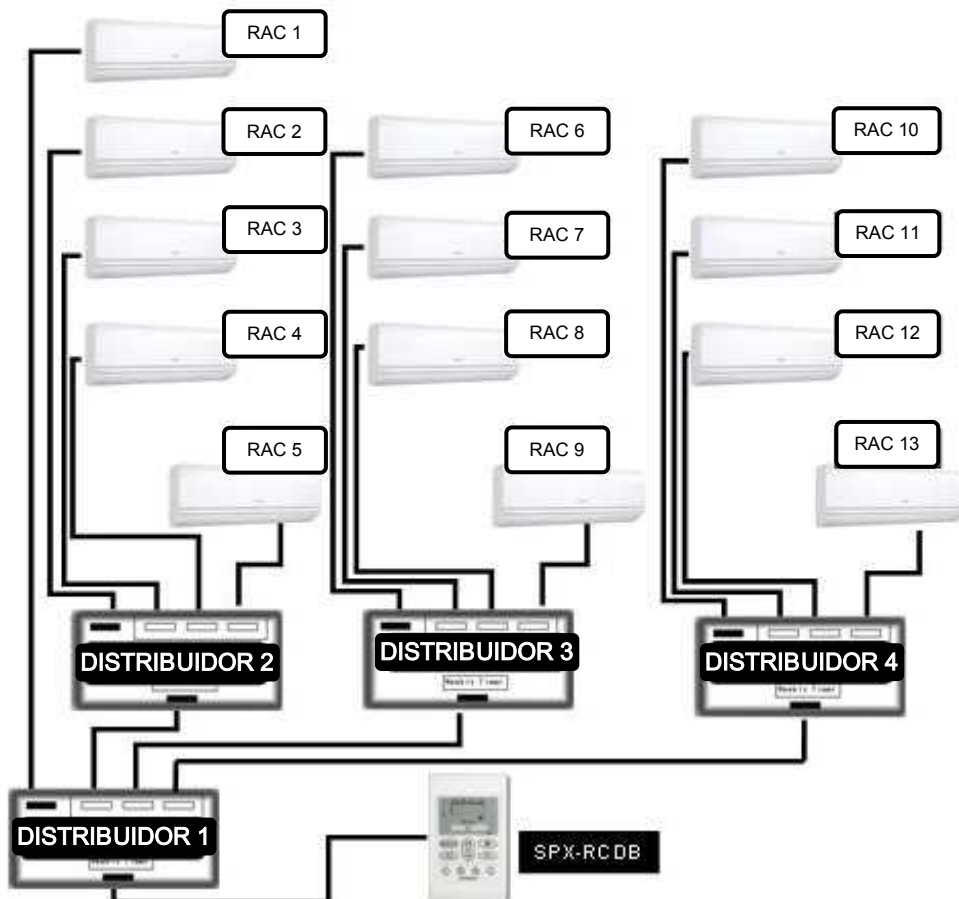 RAC 1
RAC 2
RAC 6
RAC 10
RAC 3
RAC 7
RAC 11
RAC 4
RAC 8
RAC 12
RAC 5
RAC 9
RAC 13
DISTRIBUIDOR 2
DISTRIBUIDOR 3
DISTRIBUIDOR 4
Weekly Timer
Weekly Timer
DISTRIBUIDOR 1
SPX-RCDB